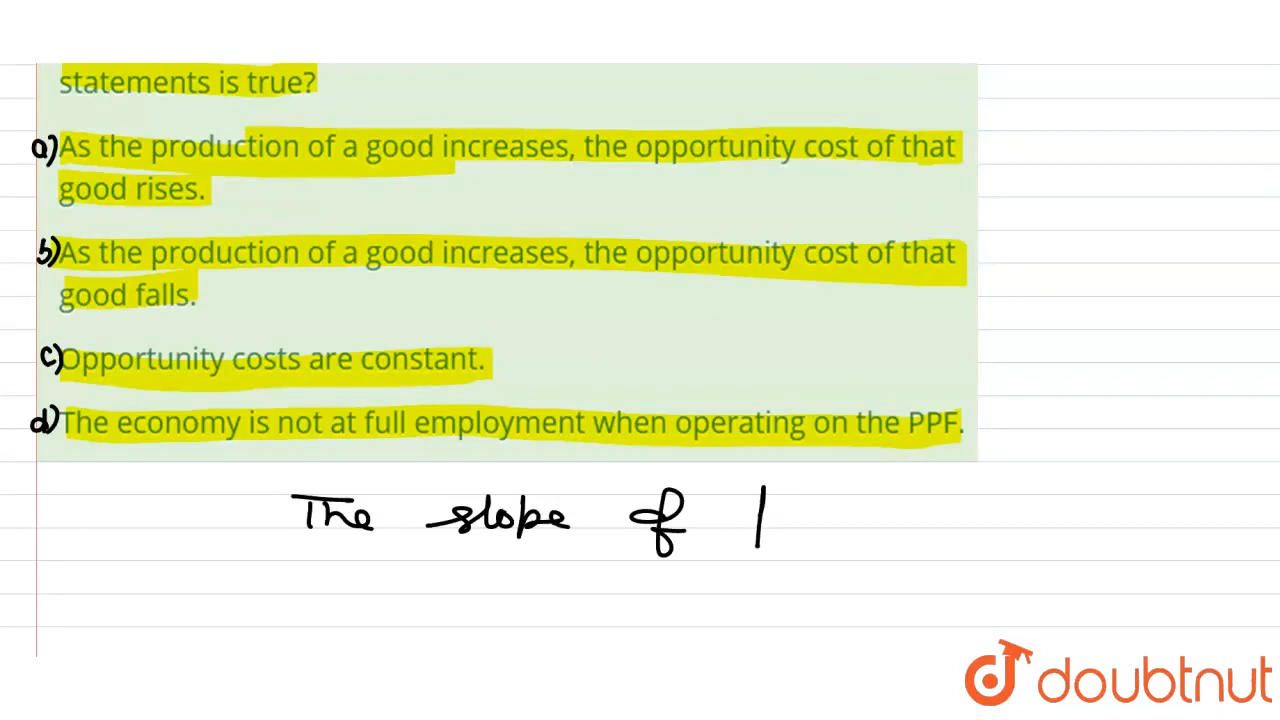 statements is true?
a) As the production of a good increases, the opportunity cost of that
good rises.
b) As the production of a good increases, the opportunity cost of that
good falls.
c) Opportunity costs are constant.
d) The economy is not at full employment when operating on the PPF.
The slope of
doubtnut